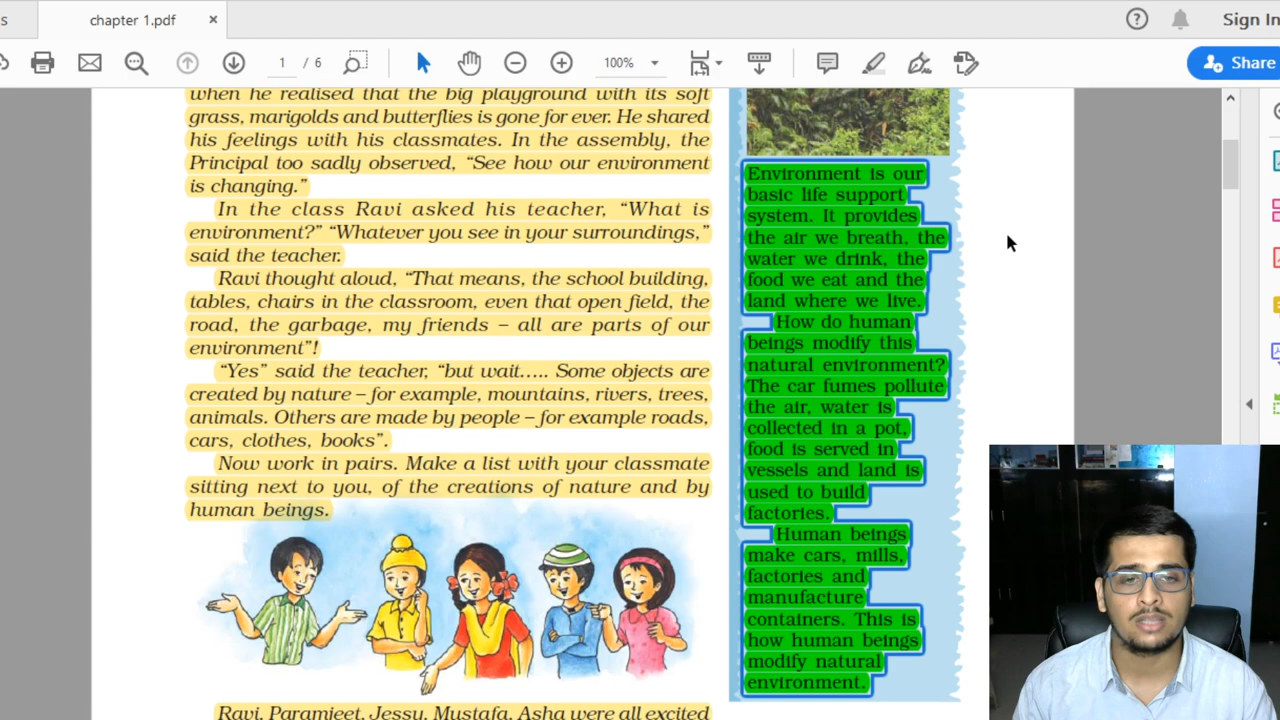 s
chapter 1.pdf
×
?
Sign In
1
/ 6
100%
Share
when he realised that the big playground with its soft
grass, marigolds and butterflies is gone for ever. He shared
his feelings with his classmates. In the assembly, the
Principal too sadly observed, “See how our environment
is changing.”
In the class Ravi asked his teacher, “What is
environment?” “Whatever you see in your surroundings,”
said the teacher.
Ravi thought aloud, “That means, the school building,
tables, chairs in the classroom, even that open field, the
road, the garbage, my friends – all are parts of our
environment”!
“Yes” said the teacher, “but wait..... Some objects are
created by nature – for example, mountains, rivers, trees,
animals. Others are made by people – for example roads,
cars, clothes, books”.
Now work in pairs. Make a list with your classmate
sitting next to you, of the creations of nature and by
human beings.
Ravi, Paramjeet, Jessy, Mustafa, Asha were all excited
Environment is our
basic life support
system. It provides
the air we breath, the
water we drink, the
food we eat and the
land where we live.
How do human
beings modify this
natural environment?
The car fumes pollute
the air, water is
collected in a pot,
food is served in
vessels and land is
used to build
factories.
Human beings
make cars, mills,
factories and
manufacture
containers. This is
how human beings
modify natural
environment.